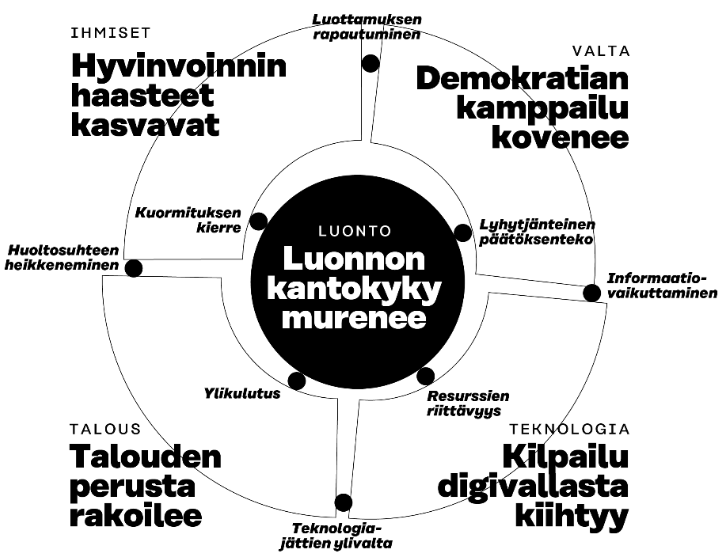 Luottamuksen
rapautuminen
IHMISET
Hyvinvoinnin
haasteet
kasvavat
VALTA
Demokratian
kamppailu
kovenee
Kuormituksen
kierre
Lyhytjänteinen
päätöksenteko
LUONTO
Luonnon
kantokyky
murenee
Huoltosuhteen
heikkeneminen
Informaatio-
vaikuttaminen
Ylikulutus
Resurssien
riittävyys
TALOUS
Talouden
perusta
rakoilee
TEKNOLOGIA
Kilpailu
digivallasta
kiihtyy
Teknologia-
jättien ylivalta